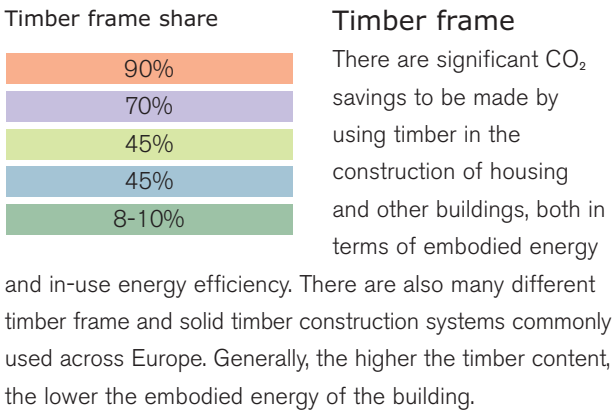 Timber frame share
90%
70%
45%
45%
8-10%
Timber frame
There are significant CO₂
savings to be made by
using timber in the
construction of housing
and other buildings, both in
terms of embodied energy
and in-use energy efficiency. There are also many different
timber frame and solid timber construction systems commonly
used across Europe. Generally, the higher the timber content,
the lower the embodied energy of the building.